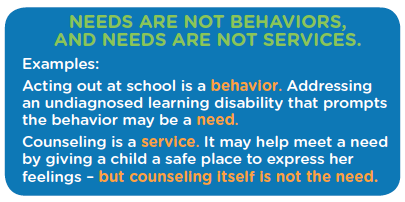 NEEDS ARE NOT BEHAVIORS,
AND NEEDS ARE NOT SERVICES.
Examples:
Acting out at school is a behavior. Addressing
an undiagnosed learning disability that prompts
the behavior may be a need.
Counseling is a service. It may help meet a need
by giving a child a safe place to express her
feelings – but counseling itself is not the need.